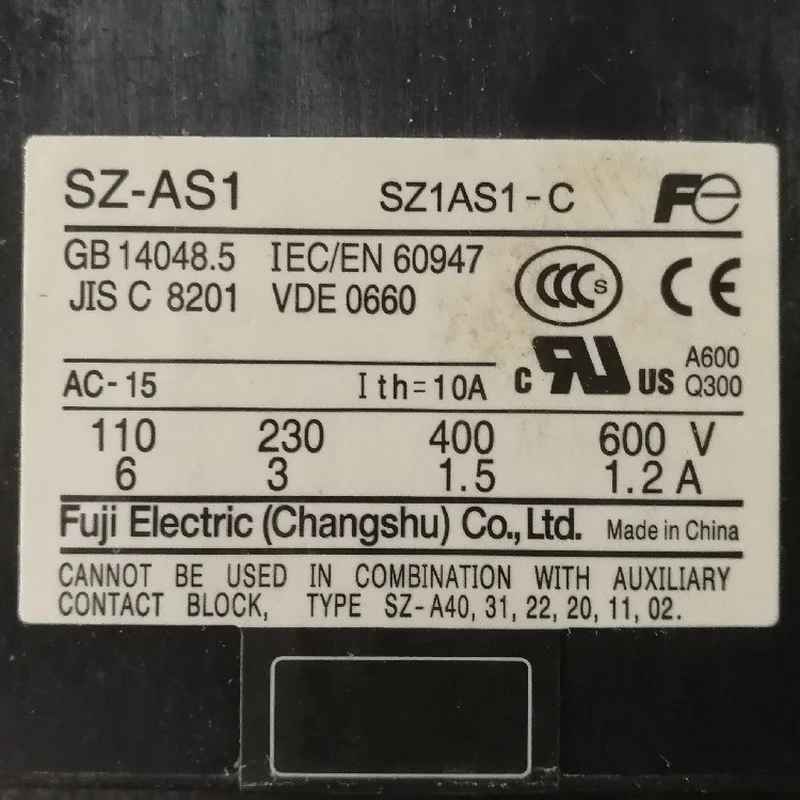 SZ-AS1 SZ1AS1-C Fe
GB 14048.5 IEC/EN 60947
JIS C 8201 VDE 0660
CCC S CE
AC-15 Ith=10A
c RU US A600 Q300
110 230 400 600 V
6 3 1.5 1.2 A
Fuji Electric (Changshu) Co., Ltd. Made in China
CANNOT BE USED IN COMBINATION WITH AUXILIARY
CONTACT BLOCK, TYPE SZ-A40, 31, 22, 20, 11, 02.